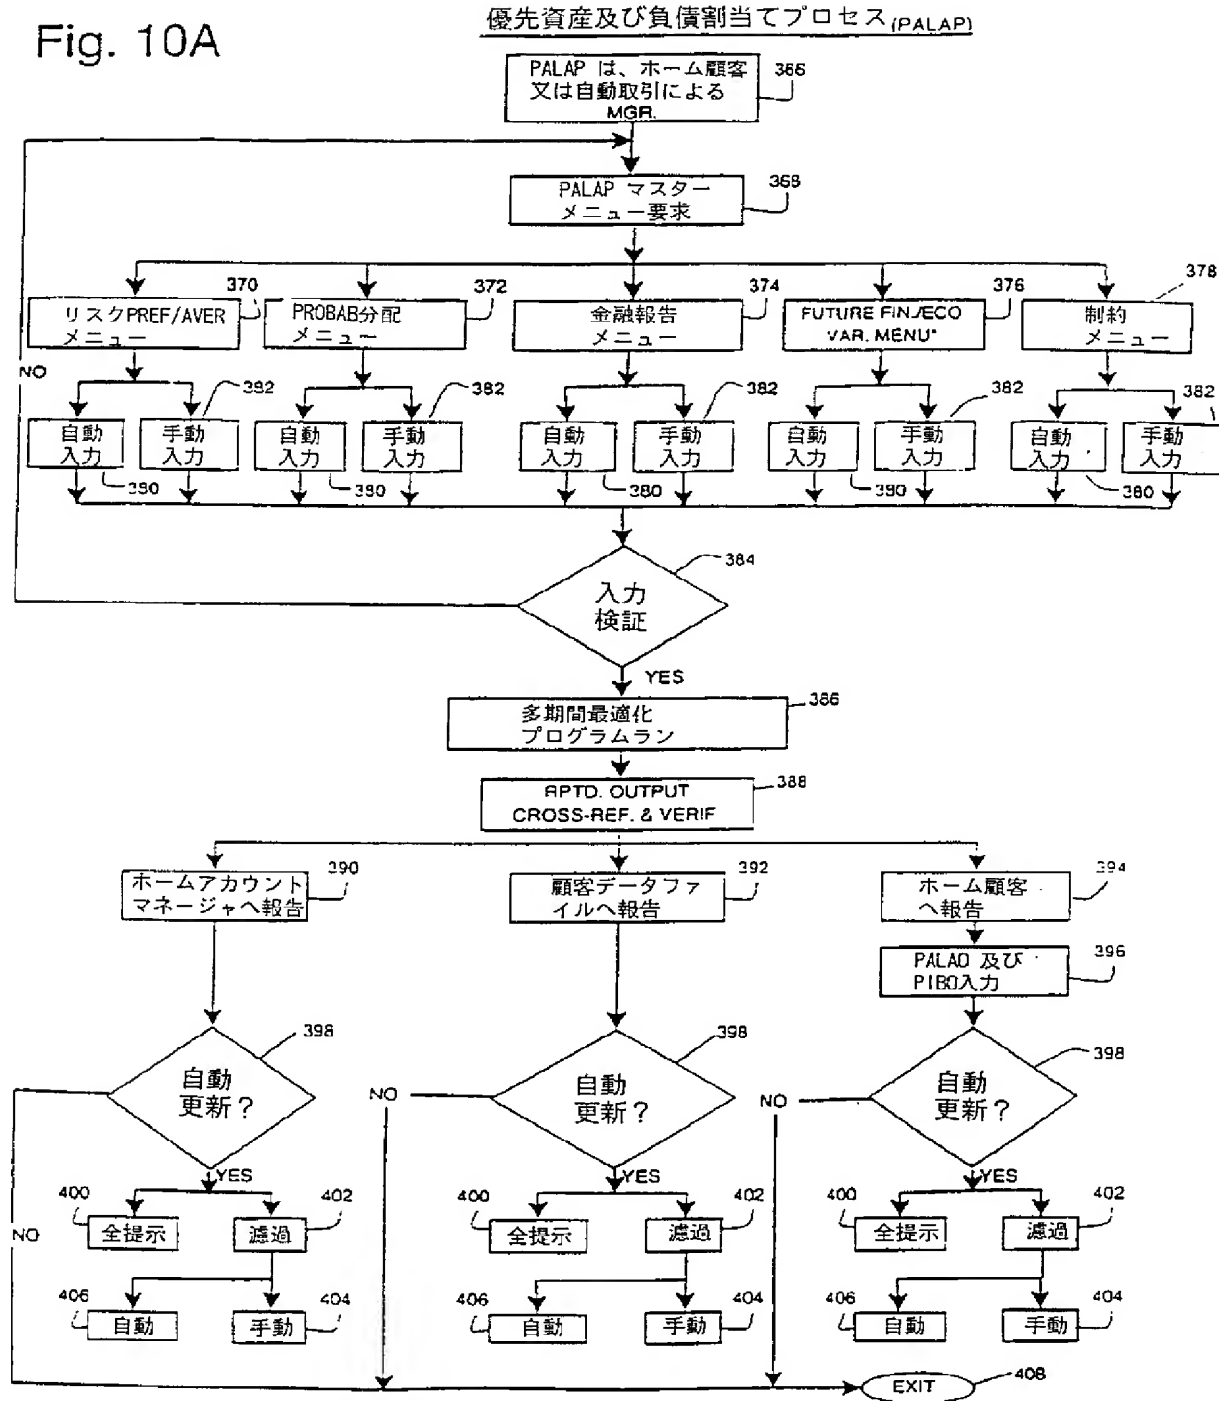 Fig. 10A
優先資産及び負債割当てプロセス(PALAP)
PALAP は、ホーム顧客
又は自動取引による
MGR.
366
PALAP マスター
メニュー要求
368
370
372
374
376
378
リスクPREF/AVER
メニュー
PROBAB分配
メニュー
金融報告
メニュー
FUTURE FIN./ECO
VAR. MENU"
制約
メニュー
NO
382
382
382
382
382
自動
入力
手動
入力
自動
入力
手動
入力
自動
入力
手動
入力
自動
入力
手動
入力
自動
入力
手動
入力
380
380
380
380
380
384
入力
検証
YES
386
多期間最適化
プログラムラン
388
RPTD. OUTPUT
CROSS-REF. & VERIF
390
392
394
ホームアカウント
マネージャへ報告
顧客データファ
イルへ報告
ホーム顧客
へ報告
396
PALAO 及び
PIBO入力
398
398
398
自動
更新?
自動
更新?
自動
更新?
NO
NO
NO
YES
YES
YES
400
402
400
402
400
402
全提示
濾過
全提示
濾過
全提示
濾過
406
404
406
404
406
404
自動
手動
自動
手動
自動
手動
EXIT
408